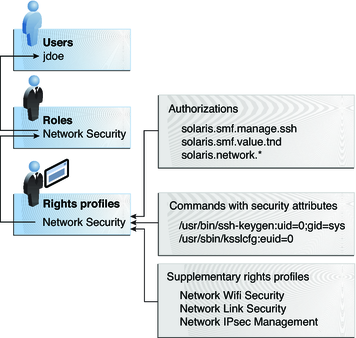 Users
jdoe
Roles
Network Security
Rights profiles
Network Security
Authorizations
solaris.smf.manage.ssh
solaris.smf.value.tnd
solaris.network.*
Commands with security attributes
/usr/bin/ssh-keygen:uid=0;gid=sys
/usr/sbin/ksslcfg:euid=0
Supplementary rights profiles
Network Wifi Security
Network Link Security
Network IPsec Management